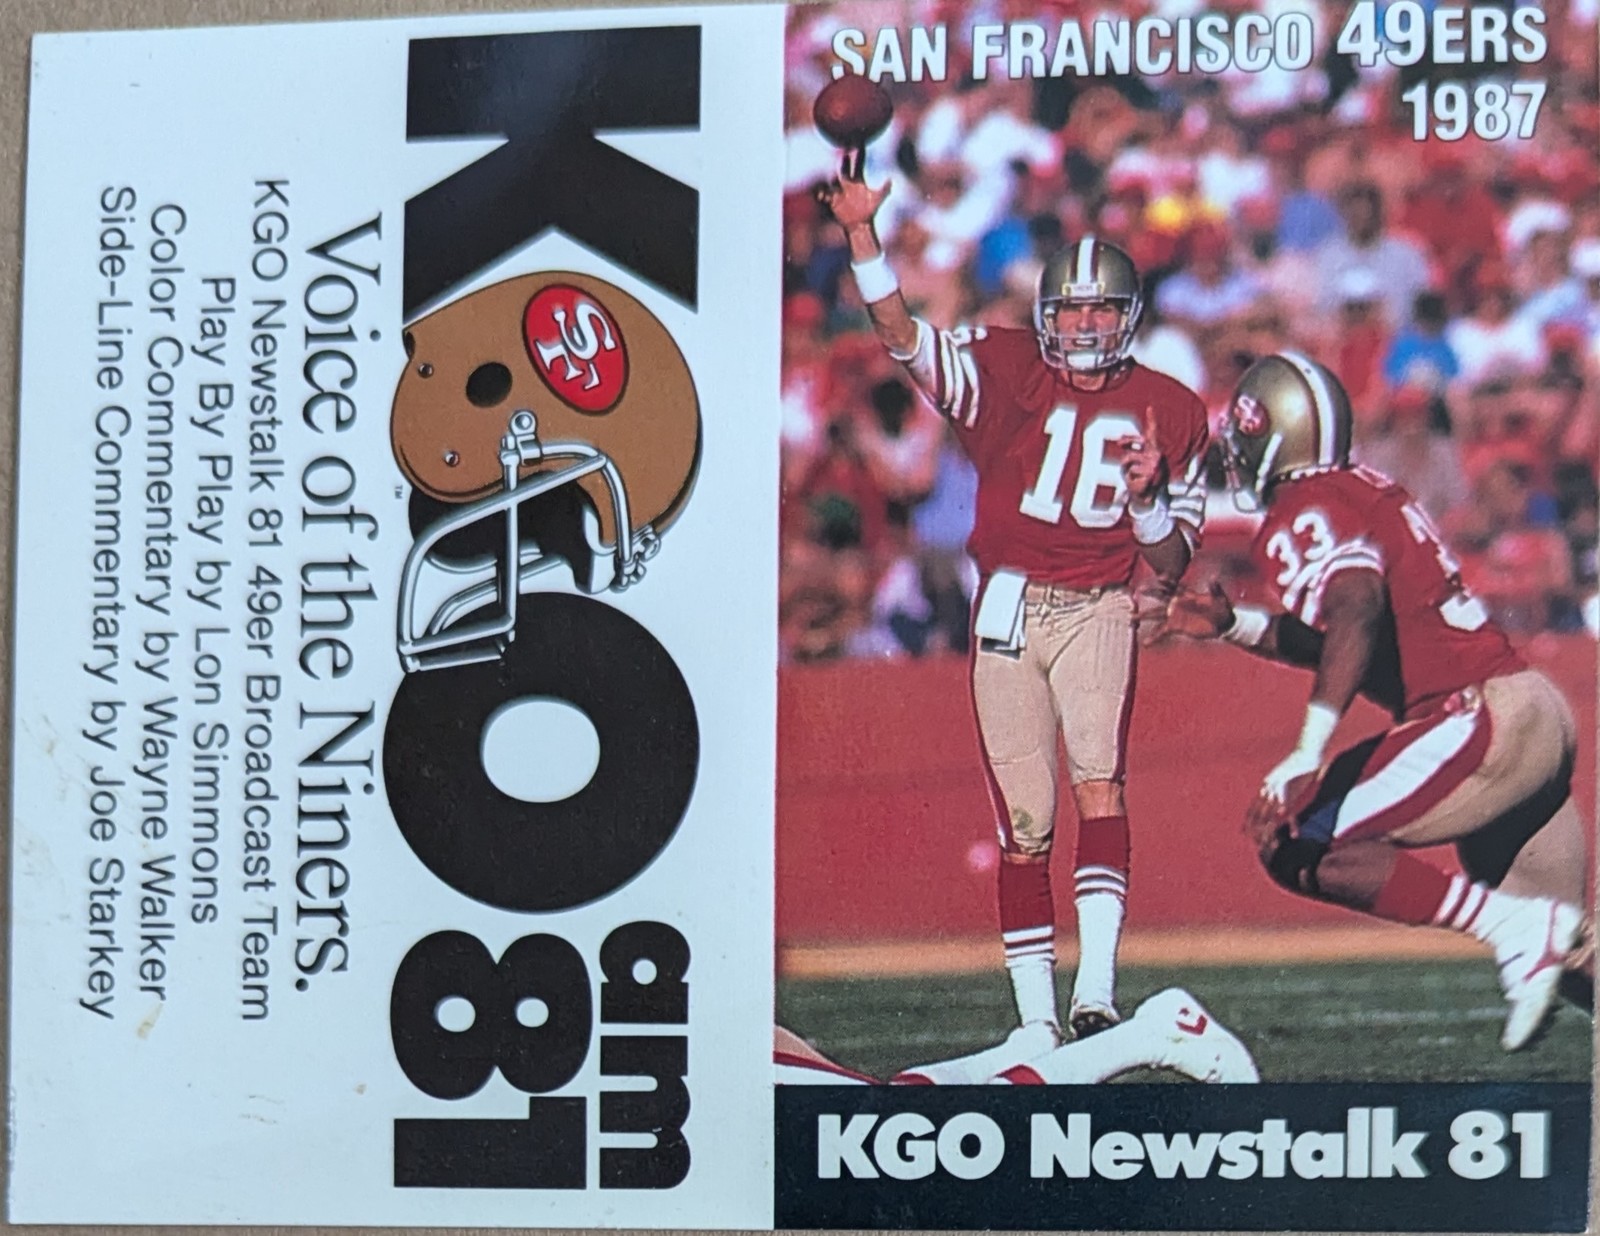 KGO am 81
Voice of the Niners.
KGO Newstalk 81 49er Broadcast Team
Play By Play by Lon Simmons
Color Commentary by Wayne Walker
Side-Line Commentary by Joe Starkey
SF
TM
SAN FRANCISCO 49ERS
1987
16
33
33
KGO Newstalk 81